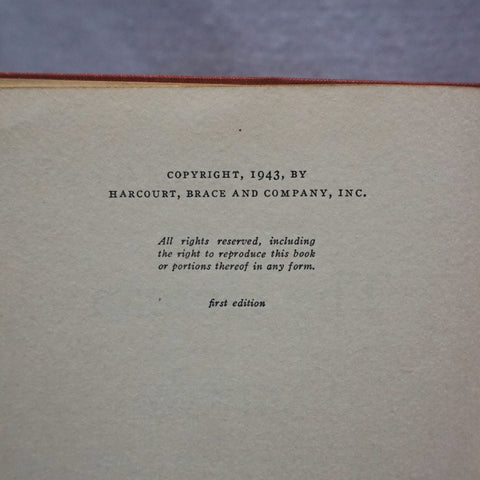 COPYRIGHT, 1943, BY
HARCOURT, BRACE AND COMPANY, INC.
All rights reserved, including
the right to reproduce this book
or portions thereof in any form.
first edition